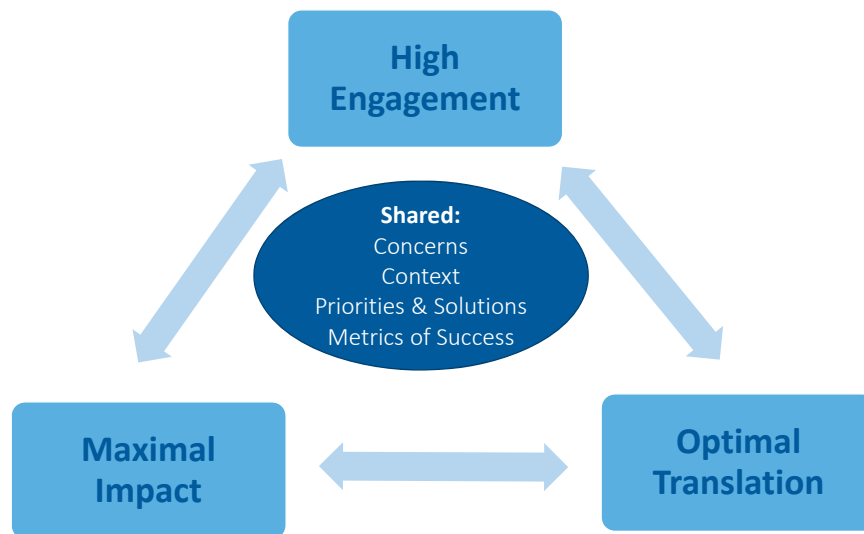 High
Engagement
Shared:
Concerns
Context
Priorities & Solutions
Metrics of Success
Maximal
Impact
Optimal
Translation